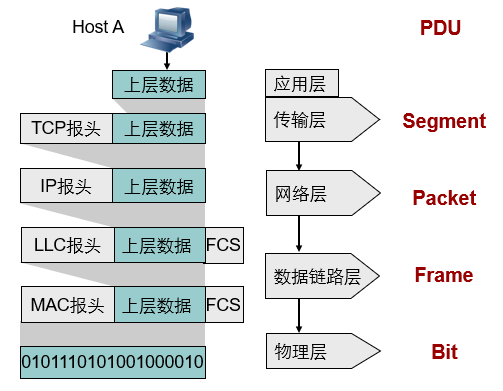 Host A
PDU
上层数据
应用层
TCP报头
上层数据
传输层
Segment
IP报头
上层数据
网络层
Packet
LLC报头
上层数据
FCS
数据链路层
Frame
MAC报头
上层数据
FCS
0101110101001000010
物理层
Bit